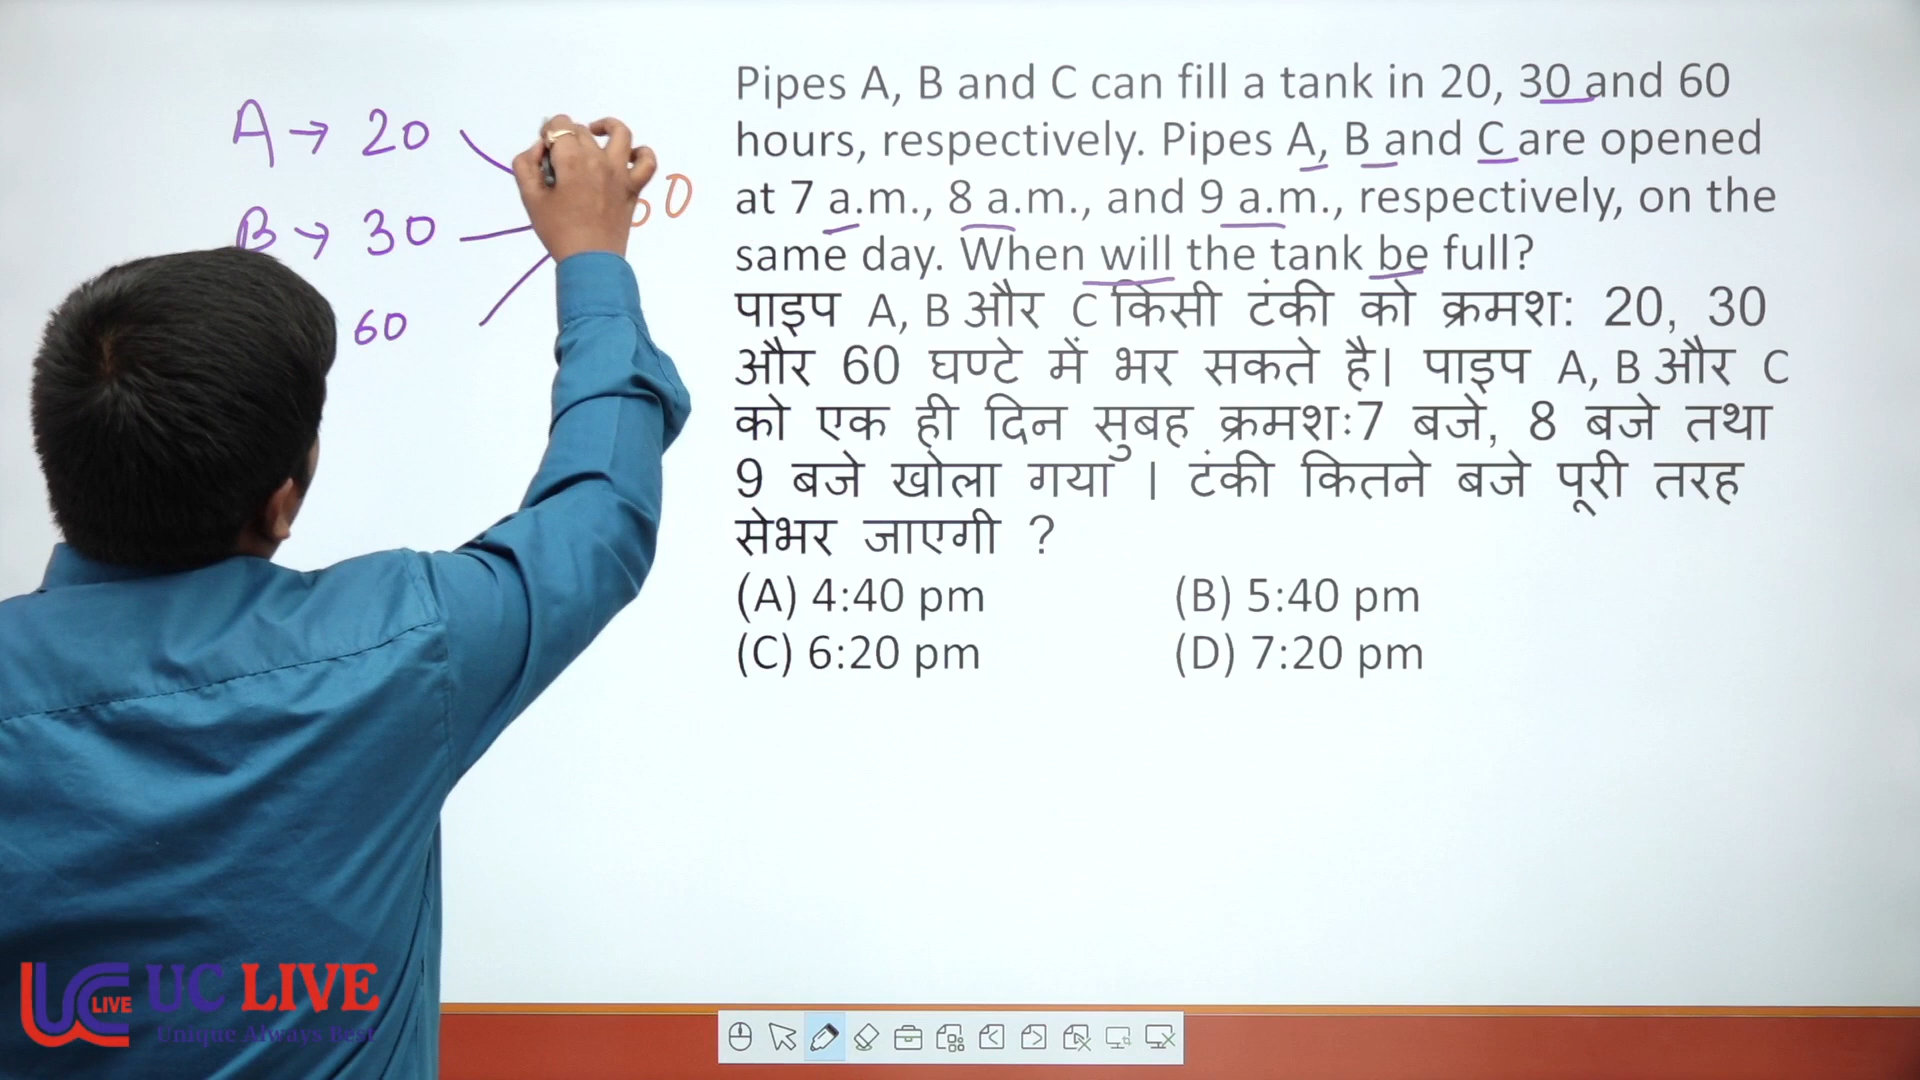 A → 20
B → 30
60
0
Pipes A, B and C can fill a tank in 20, 30 and 60
hours, respectively. Pipes A, B and C are opened
at 7 a.m., 8 a.m., and 9 a.m., respectively, on the
same day. When will the tank be full?
पाइप A, B और C किसी टंकी को क्रमश: 20, 30
और 60 घण्टे में भर सकते है। पाइप A, B और C
को एक ही दिन सुबह क्रमशः7 बजे, 8 बजे तथा
9 बजे खोला गया । टंकी कितने बजे पूरी तरह
सेभर जाएगी ?
(A) 4:40 pm (B) 5:40 pm
(C) 6:20 pm (D) 7:20 pm
UC LIVE UC LIVE
Unique Always Best